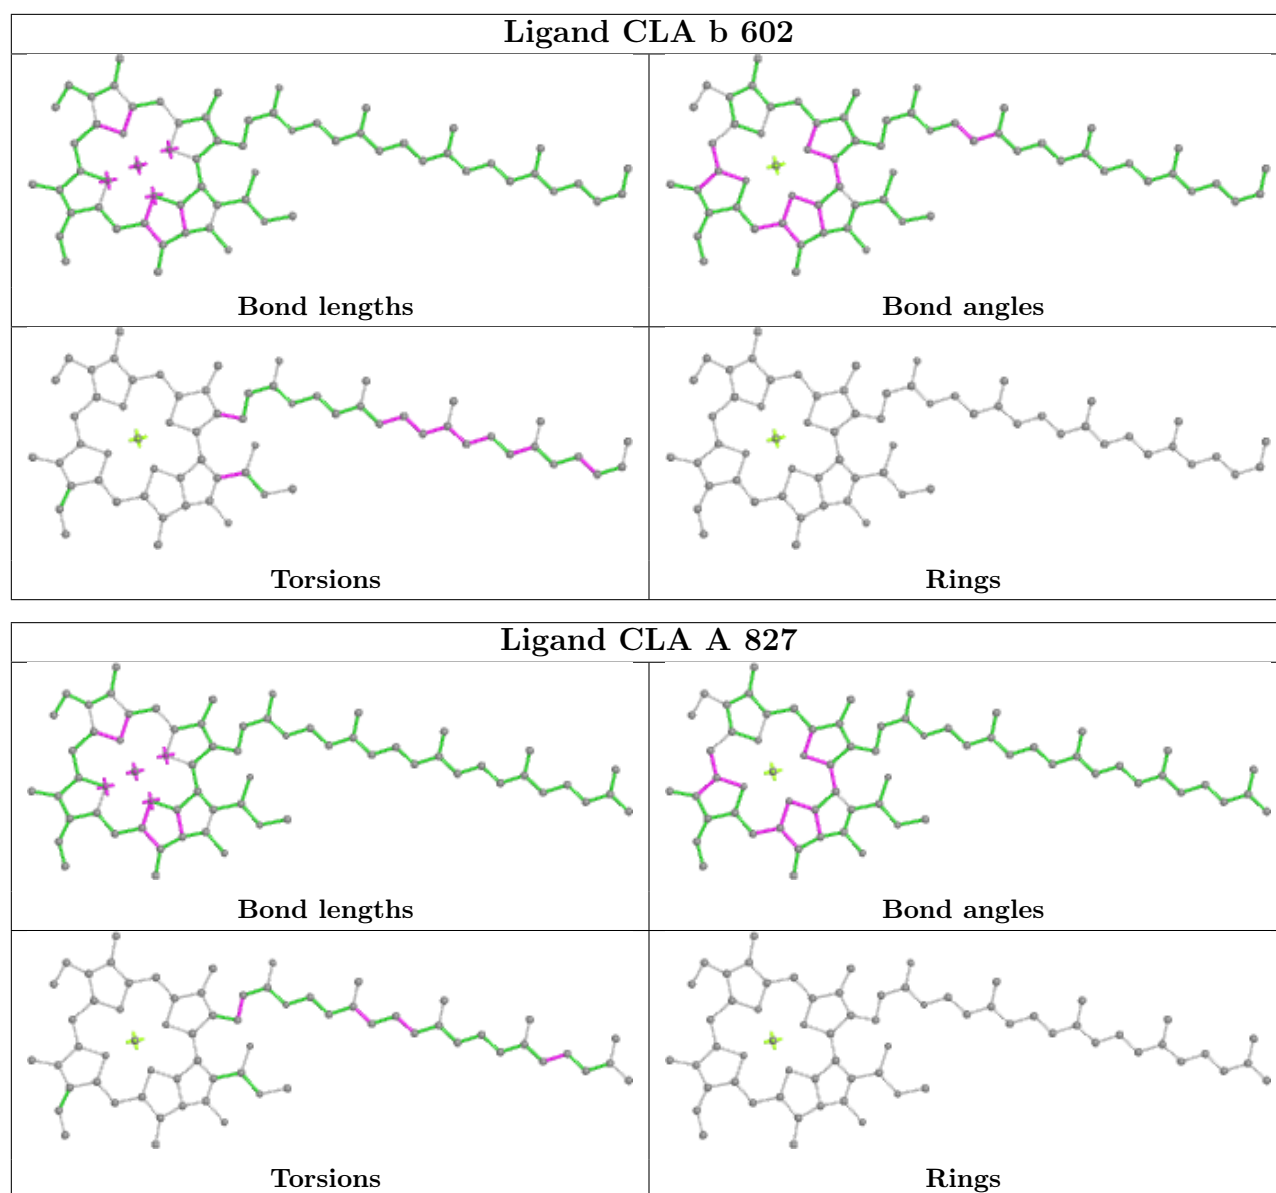 Ligand CLA b 602
Bond lengths
Bond angles
Torsions
Rings
Ligand CLA A 827
Bond lengths
Bond angles
Torsions
Rings